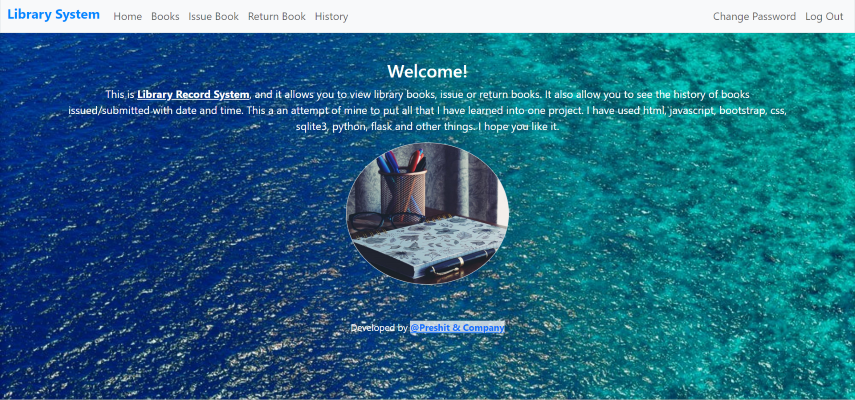 Library System Home Books Issue Book Return Book History Change Password Log Out
Welcome!
This is Library Record System, and it allows you to view library books, issue or return books. It also allow you to see the history of books
issued/submitted with date and time. This a an attempt of mine to put all that I have learned into one project. I have used html, javascript, bootstrap, css,
sqlite3, python, flask and other things. I hope you like it.
Developed by @Preshit & Company